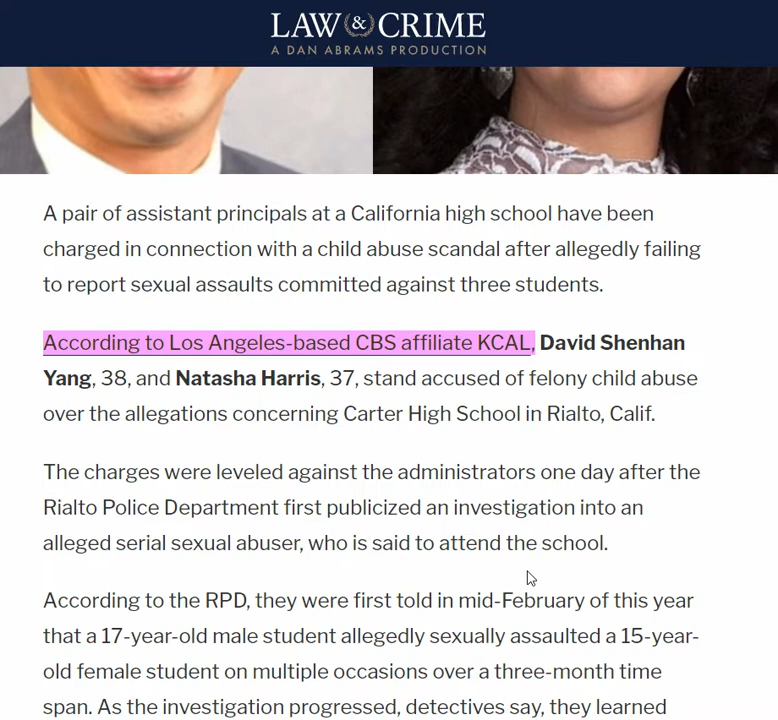 LAW & CRIME
A DAN ABRAMS PRODUCTION
A pair of assistant principals at a California high school have been
charged in connection with a child abuse scandal after allegedly failing
to report sexual assaults committed against three students.
According to Los Angeles-based CBS affiliate KCAL, David Shenhan
Yang, 38, and Natasha Harris, 37, stand accused of felony child abuse
over the allegations concerning Carter High School in Rialto, Calif.
The charges were leveled against the administrators one day after the
Rialto Police Department first publicized an investigation into an
alleged serial sexual abuser, who is said to attend the school.
According to the RPD, they were first told in mid-February of this year
that a 17-year-old male student allegedly sexually assaulted a 15-year-
old female student on multiple occasions over a three-month time
span. As the investigation progressed, detectives say, they learned